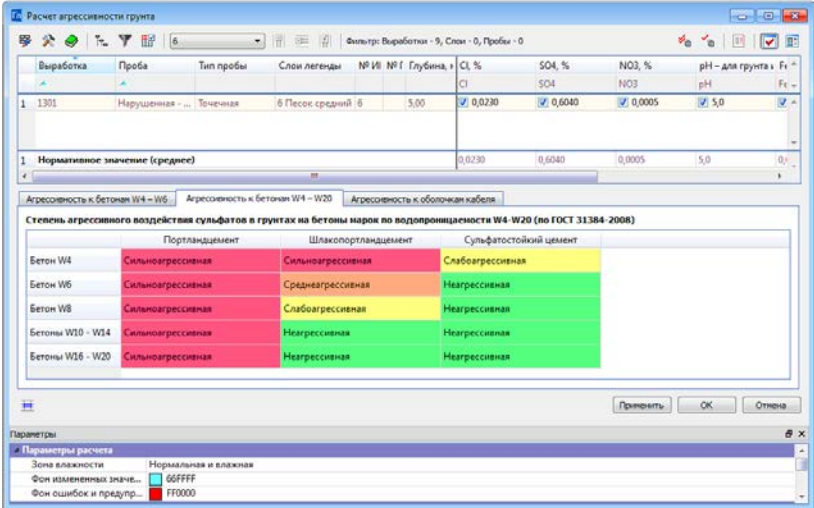 Расчет агрессивности грунта
6
Фильтр: Выработки - 9, Слои - 0, Пробы - 0
Выработка Проба Тип пробы Слои легенды № ИГ № Г Глубина, CL, % SO4, % NO3, % pH – для грунта Fe
Cl SO4 NO3 pH Fe
1 1301 Нарушенная - ... Точечная 6 Песок средний 6 5,00 0,0230 0,6040 0,0005 5,0
1 Нормативное значение (среднее) 0,0230 0,6040 0,0005 5,0
Агрессивность к бетонам W4 – W6 Агрессивность к бетонам W4 – W20 Агрессивность к оболочкам кабеля
Степень агрессивного воздействия сульфатов в грунтах на бетоны марок по водопроницаемости W4-W20 (по ГОСТ 31384-2008)
Портландцемент Шлакопортландцемент Сульфатостойкий цемент
Бетон W4 Сильноагрессивная Сильноагрессивная Слабоагрессивная
Бетон W6 Сильноагрессивная Среднеагрессивная Неагрессивная
Бетон W8 Сильноагрессивная Слабоагрессивная Неагрессивная
Бетоны W10 - W14 Сильноагрессивная Неагрессивная Неагрессивная
Бетоны W16 - W20 Сильноагрессивная Неагрессивная Неагрессивная
Применить ОК Отмена
Параметры
Параметры расчета
Зона влажности Нормальная и влажная
Фон измененных значе... 66FFFF
Фон ошибок и предупр... FF0000